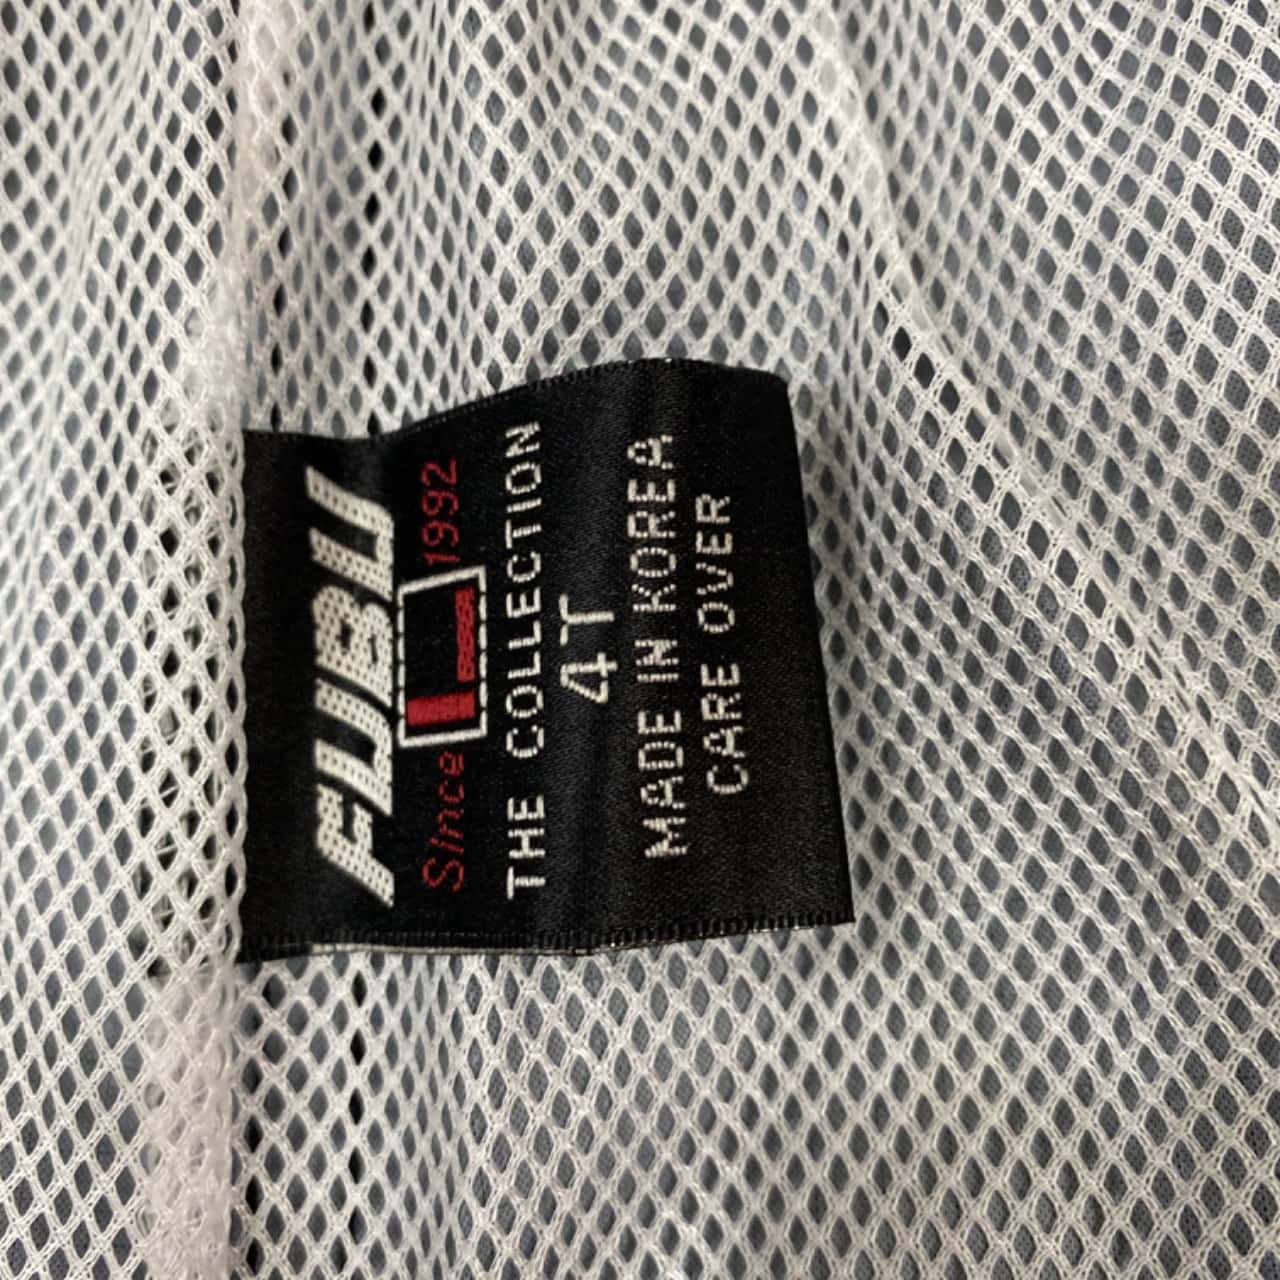 FUBU
Since 1992
THE COLLECTION
4T
MADE IN KOREA
CARE OVER